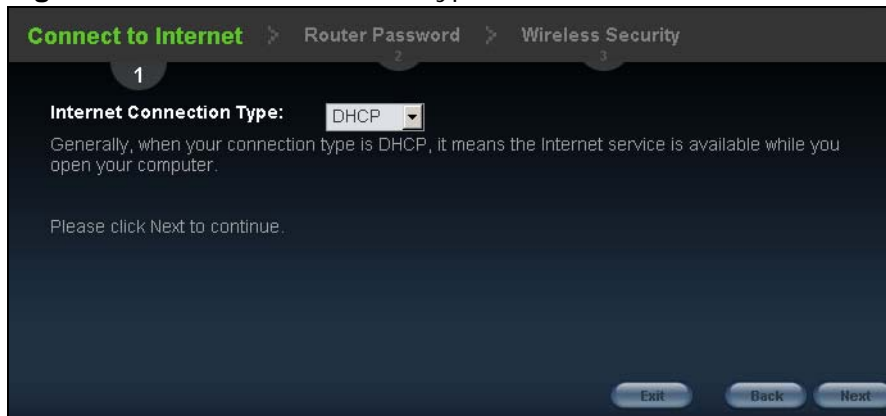 Connect to Internet > Router Password > Wireless Security
1 2 3
Internet Connection Type: DHCP
Generally, when your connection type is DHCP, it means the Internet service is available while you
open your computer.
Please click Next to continue.
Exit Back Next